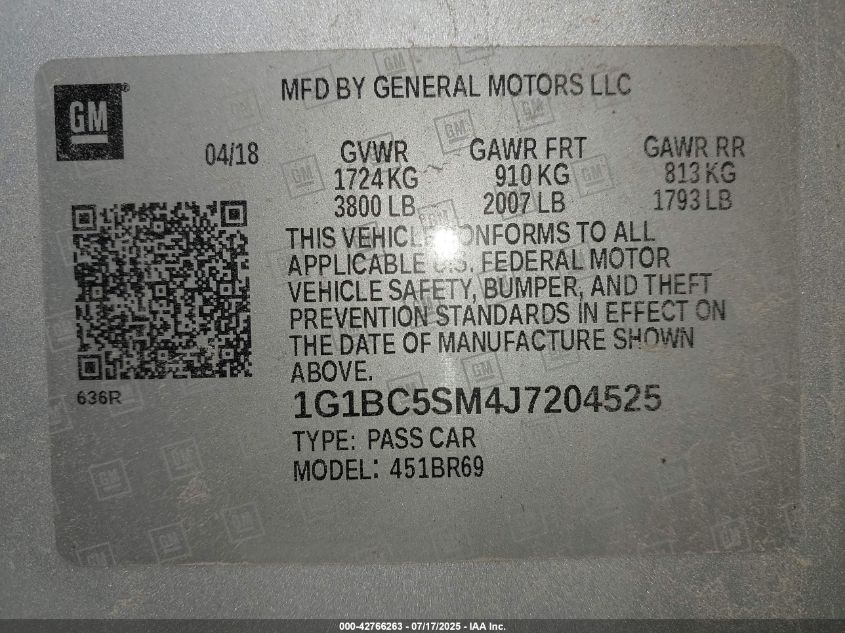 MFD BY GENERAL MOTORS LLC
GM
04/18 GVWR GAWR FRT GAWR RR
1724 KG 910 KG 813 KG
3800 LB 2007 LB 1793 LB
THIS VEHICLE CONFORMS TO ALL
APPLICABLE U.S. FEDERAL MOTOR
VEHICLE SAFETY, BUMPER, AND THEFT
PREVENTION STANDARDS IN EFFECT ON
THE DATE OF MANUFACTURE SHOWN
ABOVE.
636R
1G1BC5SM4J7204525
TYPE: PASS CAR
MODEL: 451BR69
000-42766263 - 07/17/2025 - IAA Inc.